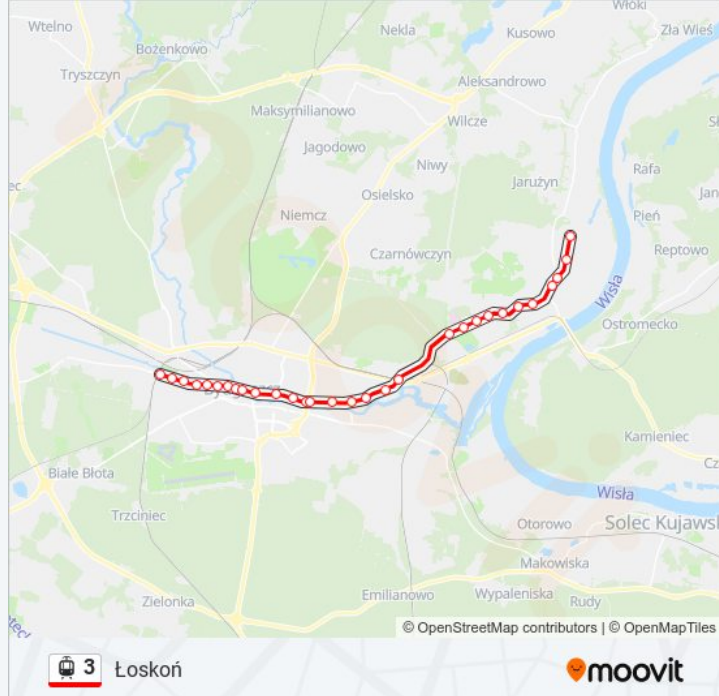 Włóki
Wtelno
Nekla
Kusowo
Zła Wieś
Bożenkowo
Tryszczyn
Aleksandrowo
Maksymilianowo
Wilcze
Jagodowo
Niwy
Rafa
Osielsko
Jarużyn
Niemcz
Pień
Czarnówczyn
Reptowo
Wisła
Ostromecko
Kamieniec
Białe Błota
Wisła
Trzciniec
Otorowo
Solec Kujawsk
Makowiska
Emilianowo
Wypaleniska
Zielonka
Rudy
© OpenStreetMap contributors | © OpenMapTiles
3 Łoskoń
moovit